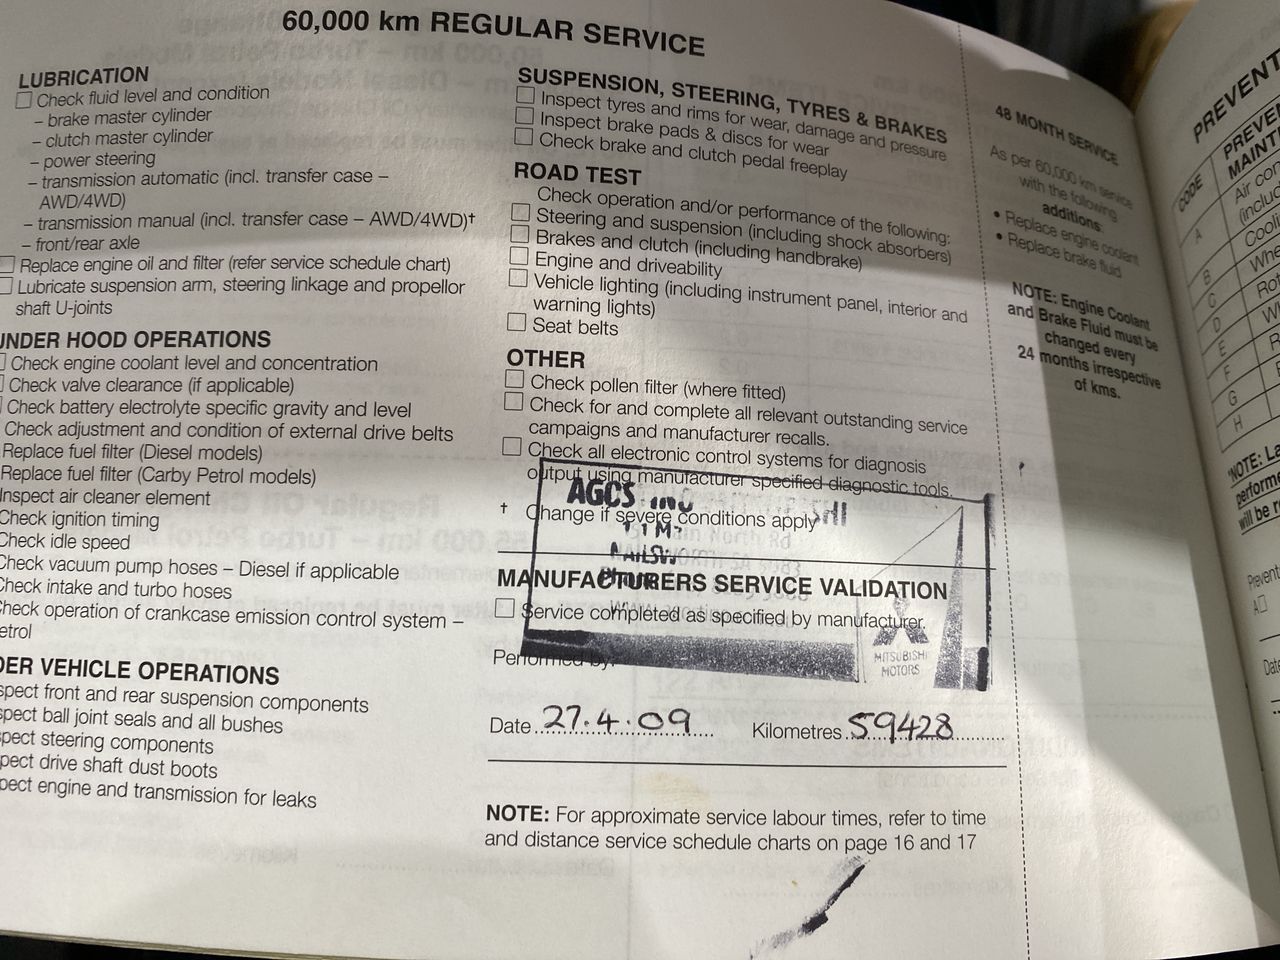 60,000 km REGULAR SERVICE
LUBRICATION
Check fluid level and condition
– brake master cylinder
– clutch master cylinder
– power steering
– transmission automatic (incl. transfer case –
AWD/4WD)
– transmission manual (incl. transfer case – AWD/4WD)†
– front/rear axle
Replace engine oil and filter (refer service schedule chart)
Lubricate suspension arm, steering linkage and propellor
shaft U-joints
UNDER HOOD OPERATIONS
Check engine coolant level and concentration
Check valve clearance (if applicable)
Check battery electrolyte specific gravity and level
Check adjustment and condition of external drive belts
Replace fuel filter (Diesel models)
Replace fuel filter (Carby Petrol models)
Inspect air cleaner element
Check ignition timing
Check idle speed
Check vacuum pump hoses – Diesel if applicable
Check intake and turbo hoses
Check operation of crankcase emission control system –
etrol
DER VEHICLE OPERATIONS
spect front and rear suspension components
spect ball joint seals and all bushes
pect steering components
pect drive shaft dust boots
pect engine and transmission for leaks
SUSPENSION, STEERING, TYRES & BRAKES
Inspect tyres and rims for wear, damage and pressure
Inspect brake pads & discs for wear
Check brake and clutch pedal freeplay
ROAD TEST
Check operation and/or performance of the following:
Steering and suspension (including shock absorbers)
Brakes and clutch (including handbrake)
Engine and driveability
Vehicle lighting (including instrument panel, interior and
warning lights)
Seat belts
OTHER
Check pollen filter (where fitted)
Check for and complete all relevant outstanding service
campaigns and manufacturer recalls.
Check all electronic control systems for diagnosis
output using manufacturer specified diagnostic tools.
† Change if severe conditions apply
MANUFACTURERS SERVICE VALIDATION
Service completed as specified by manufacturer.
MITSUBISHI
MOTORS
Performed by:
Date 27.4.09 Kilometres 59428
NOTE: For approximate service labour times, refer to time
and distance service schedule charts on page 16 and 17
48 MONTH SERVICE
As per 60,000 km service
with the following
additions:
• Replace engine coolant
• Replace brake fluid
NOTE: Engine Coolant
and Brake Fluid must be
changed every
24 months irrespective
of kms.
PREVENT
CODE
PREVE
MAINT
A
Air con
(includ
B
Cooli
C
Whe
D
Ro
E
W
F
R
G
H